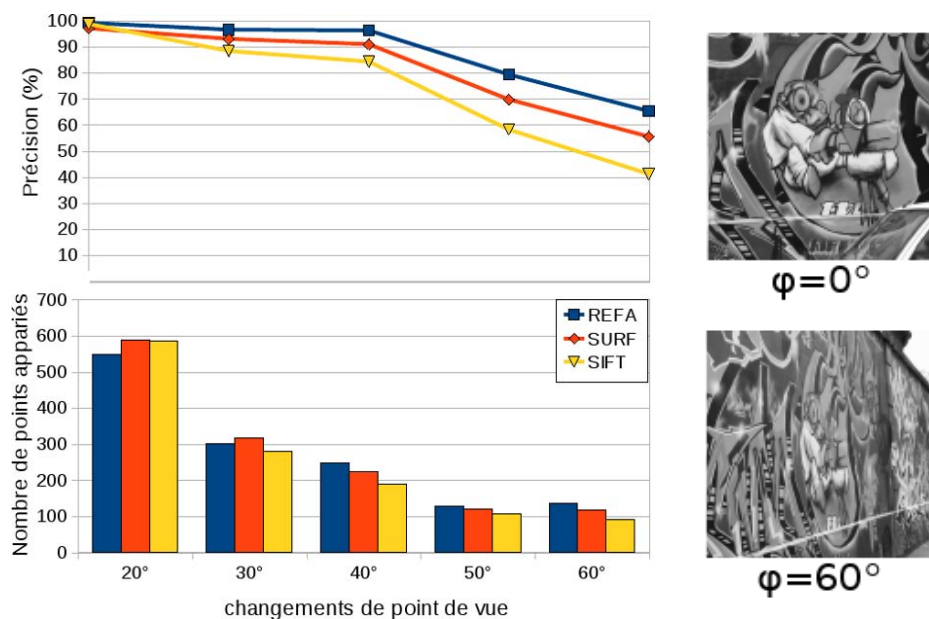 100
90
80
70
60
50
40
30
20
10
Précision (%)
φ=0°
700
600
500
400
300
200
100
0
Nombre de points appariés
REFA
SURF
SIFT
20° 30° 40° 50° 60°
changements de point de vue
φ=60°